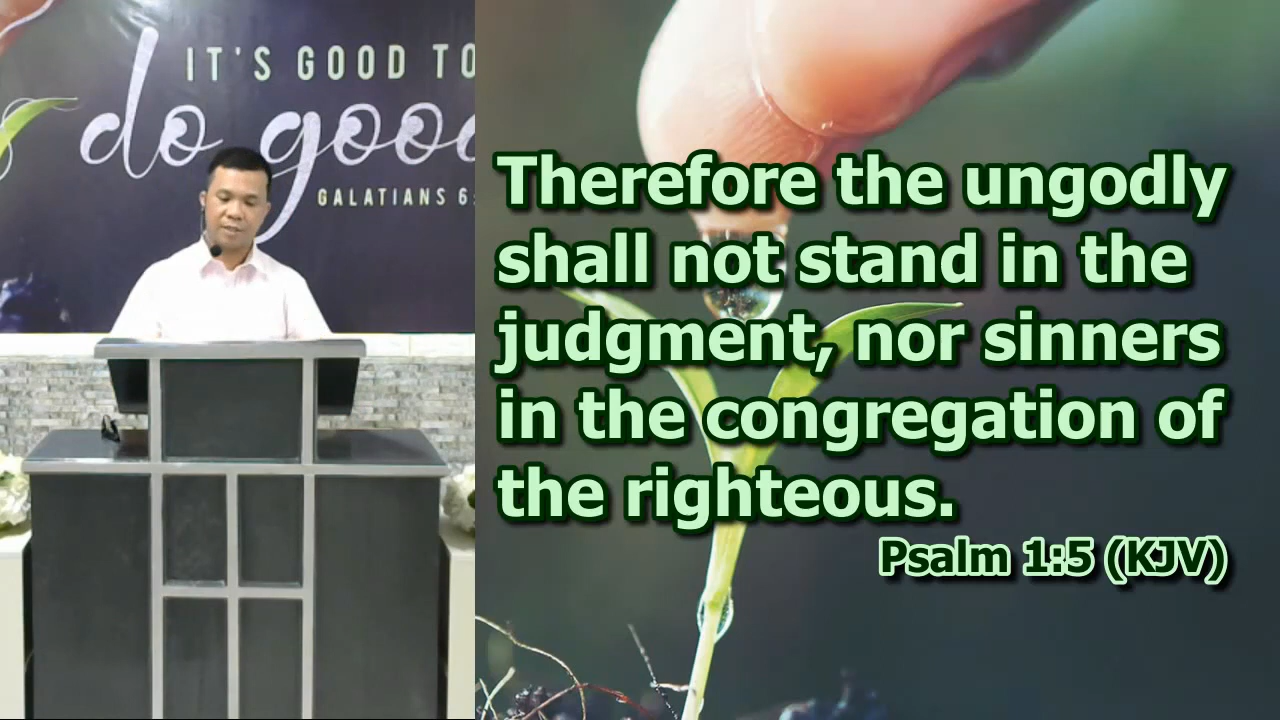 IT'S GOOD TO
do good
GALATIANS 6:
Therefore the ungodly
shall not stand in the
judgment, nor sinners
in the congregation of
the righteous.
Psalm 1:5 (KJV)